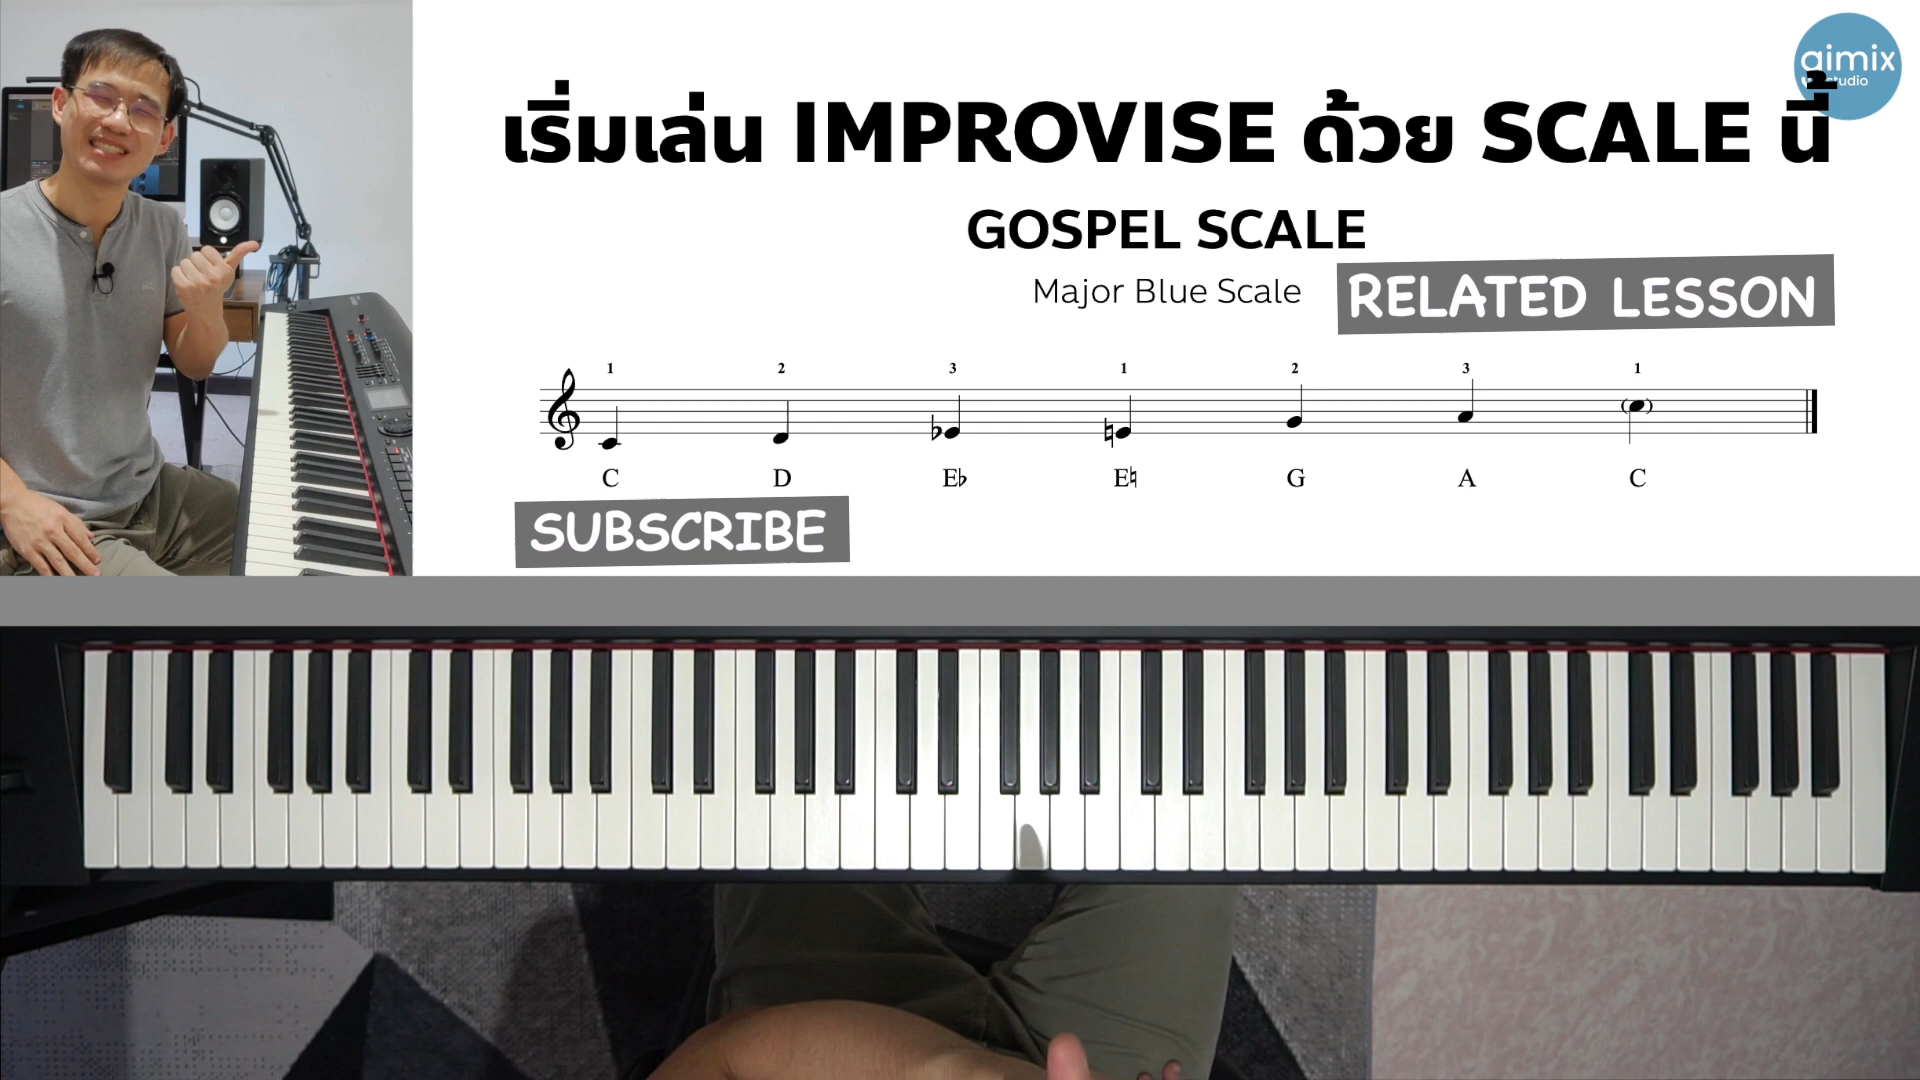 aimix
studio
เริ่มเล่น IMPROVISE ด้วย SCALE นี้
GOSPEL SCALE
Major Blue Scale
RELATED LESSON
1 2 3 1 2 3 1
C D E♭ E♮ G A C
SUBSCRIBE